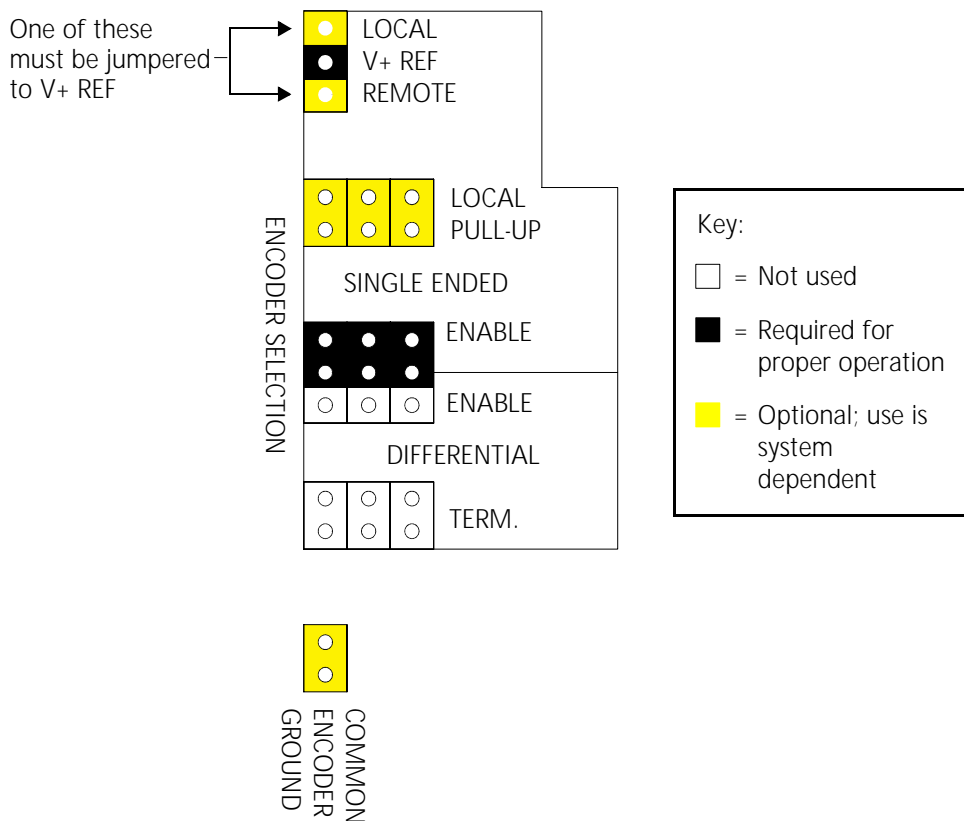 One of these
must be jumpered
to V+ REF
LOCAL
V+ REF
REMOTE
LOCAL
PULL-UP
SINGLE ENDED
ENABLE
ENABLE
DIFFERENTIAL
TERM.
ENCODER SELECTION
COMMON
ENCODER
GROUND
Key:
= Not used
= Required for
proper operation
= Optional; use is
system
dependent